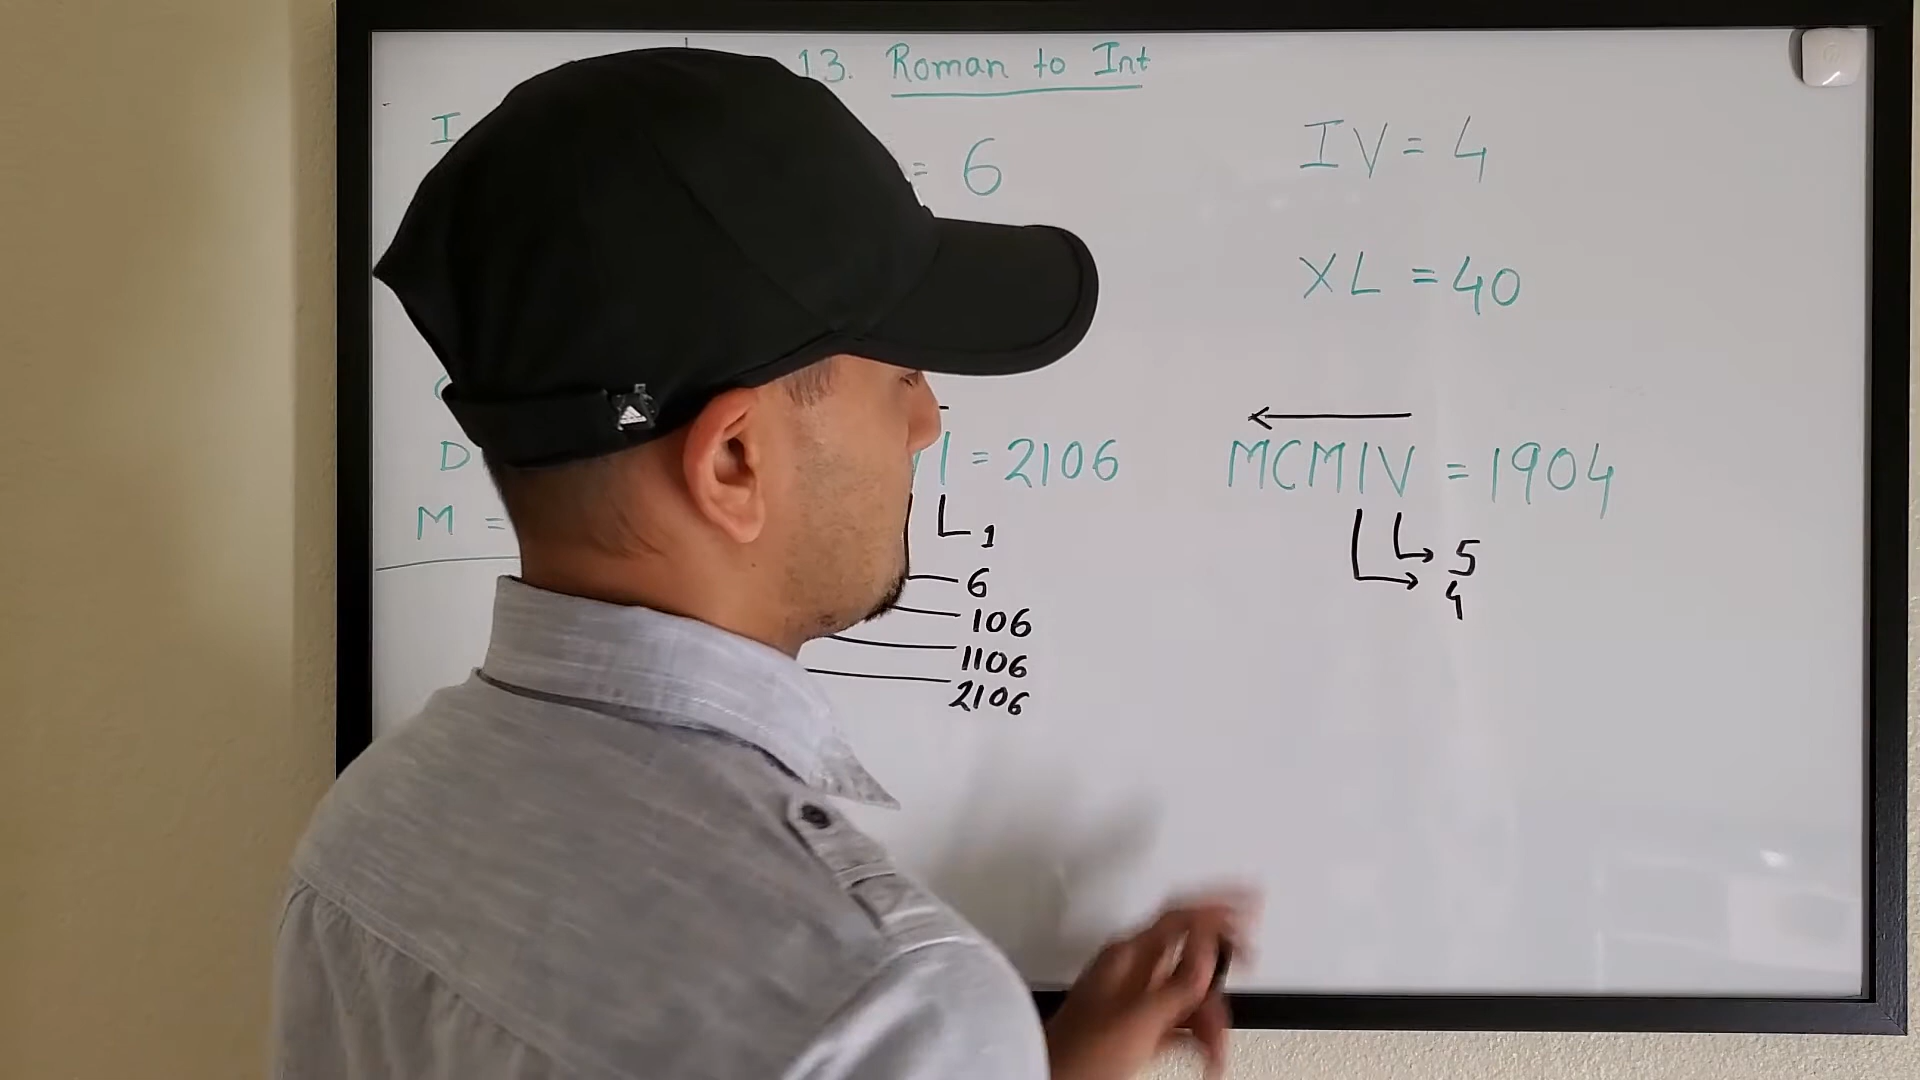 13. Roman to Int
I
= 6
IV = 4
XL = 40
D
I = 2106
MCMIV = 1904
M =
1
5
6
4
106
1106
2106